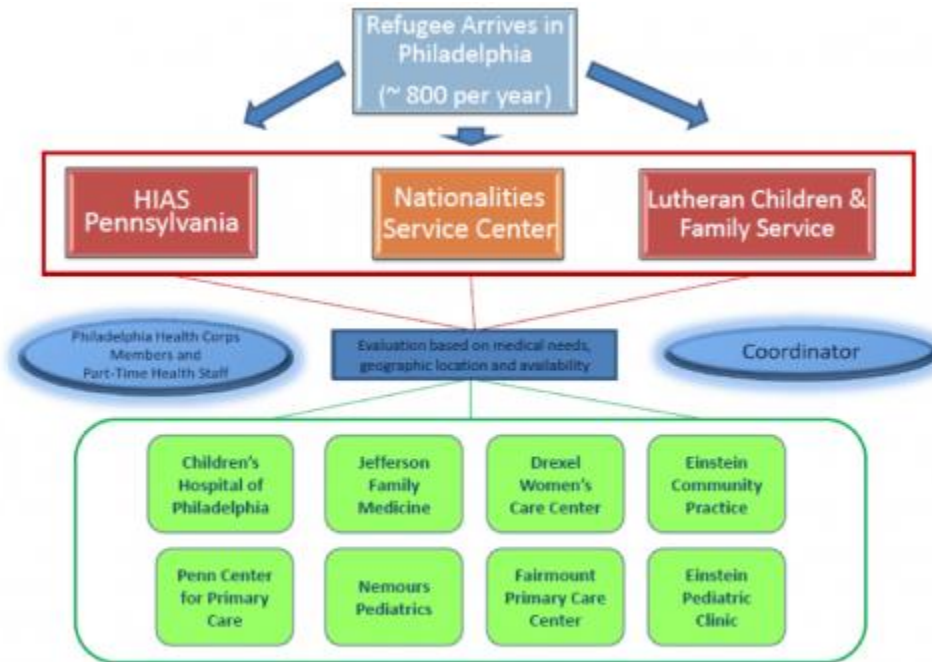 Refugee Arrives in
Philadelphia
(~ 800 per year)
HIAS
Pennsylvania
Nationalities
Service Center
Lutheran Children &
Family Service
Philadelphia Health Corps
Members and
Part-Time Health Staff
Evaluation based on medical needs,
geographic location and availability
Coordinator
Children's
Hospital of
Philadelphia
Jefferson
Family
Medicine
Drexel
Women's
Care Center
Einstein
Community
Practice
Penn Center
for Primary
Care
Nemours
Pediatrics
Fairmount
Primary Care
Center
Einstein
Pediatric
Clinic